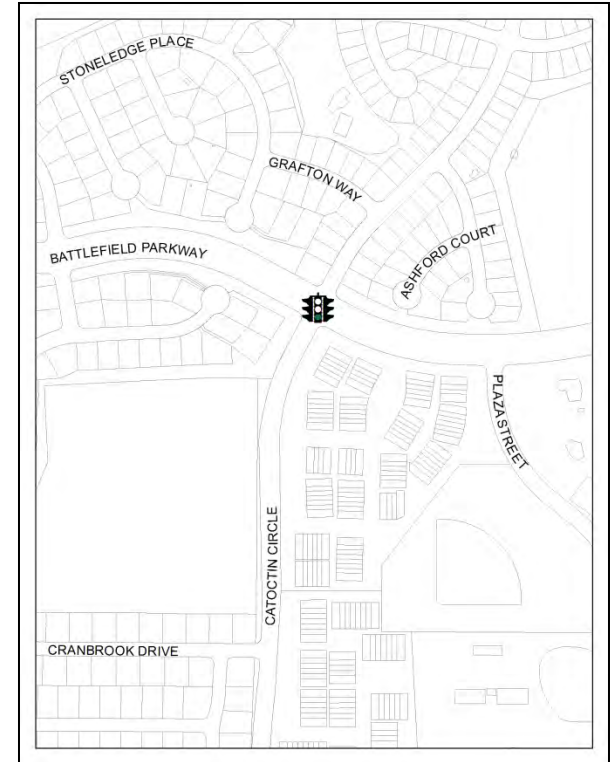 STONELEDGE PLACE
GRAFTON WAY
BATTLEFIELD PARKWAY
ASHFORD COURT
PLAZA STREET
CATOCTIN CIRCLE
CRANBROOK DRIVE